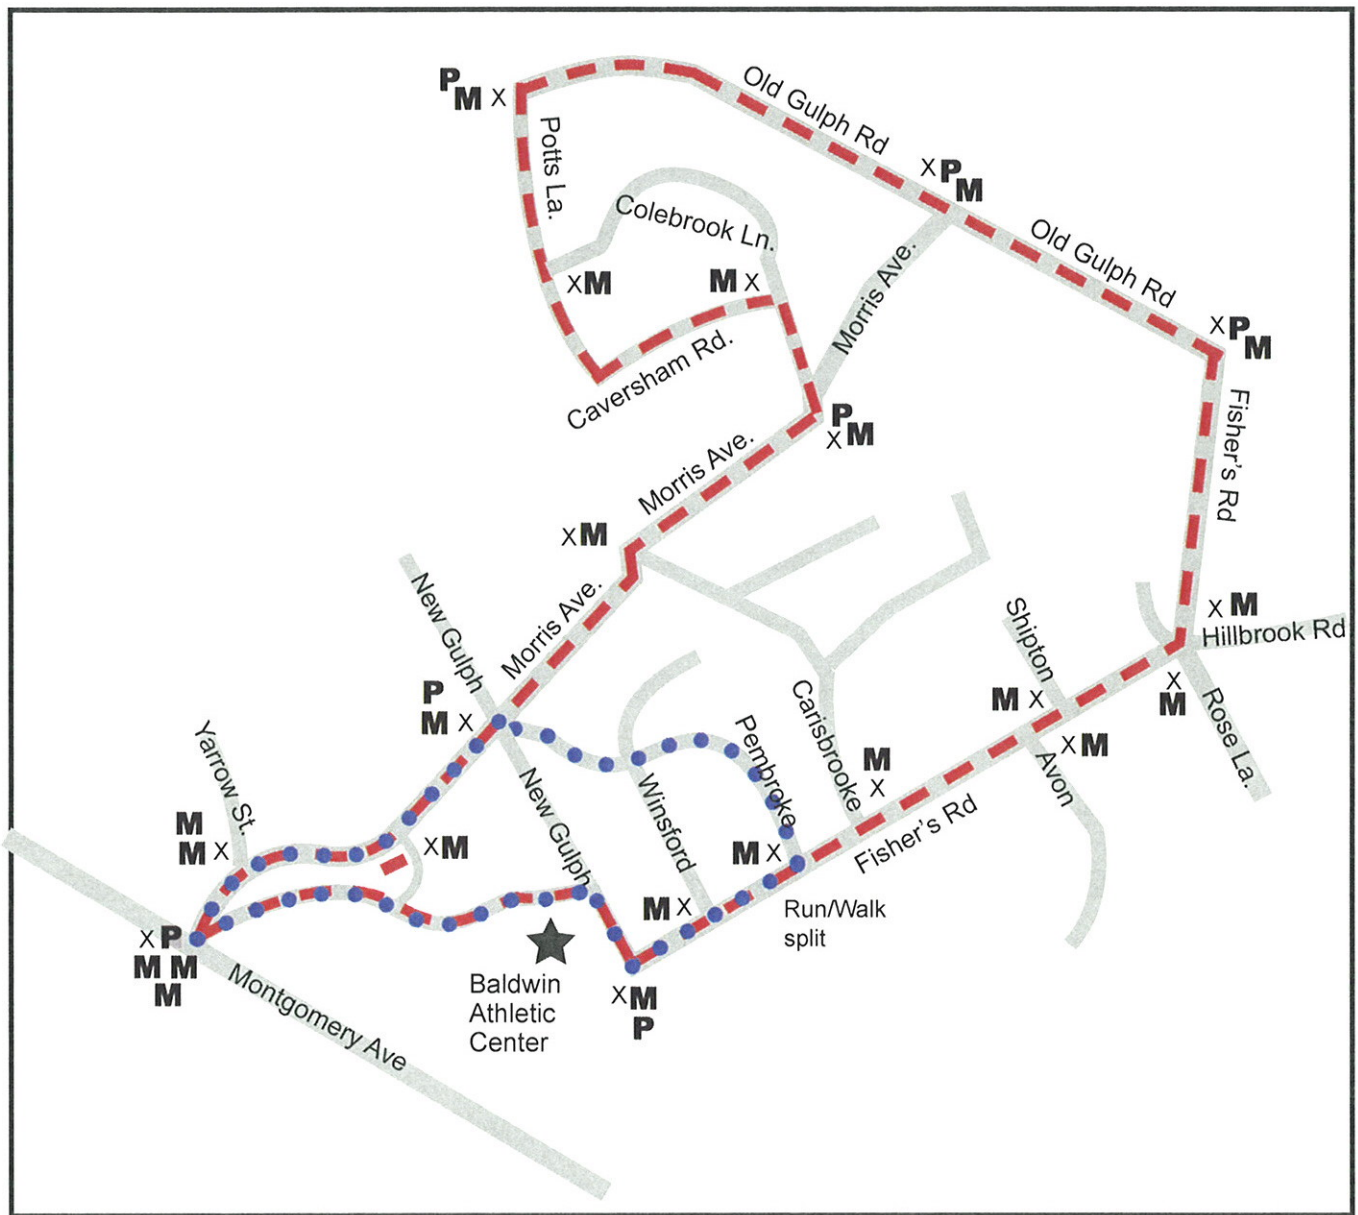 P
M X
Old Gulph Rd
Potts La.
X P
M
Colebrook Ln.
Old Gulph Rd
X M
M X
Morris Ave.
X P
M
Caversham Rd.
P
X M
Fisher's Rd
Morris Ave.
X M
New Gulph
Morris Ave.
X M
Shipton
Hillbrook Rd
P
M X
M X
X
M
Rose La.
Yarrow St.
Pembroke
Carisbrooke
X M
Avon
M
X
New Gulph
Winsford
M
M X
X M
M X
Fisher's Rd
M X
Run/Walk
split
X P
M M
M
Montgomery Ave
Baldwin
Athletic
Center
X M
P